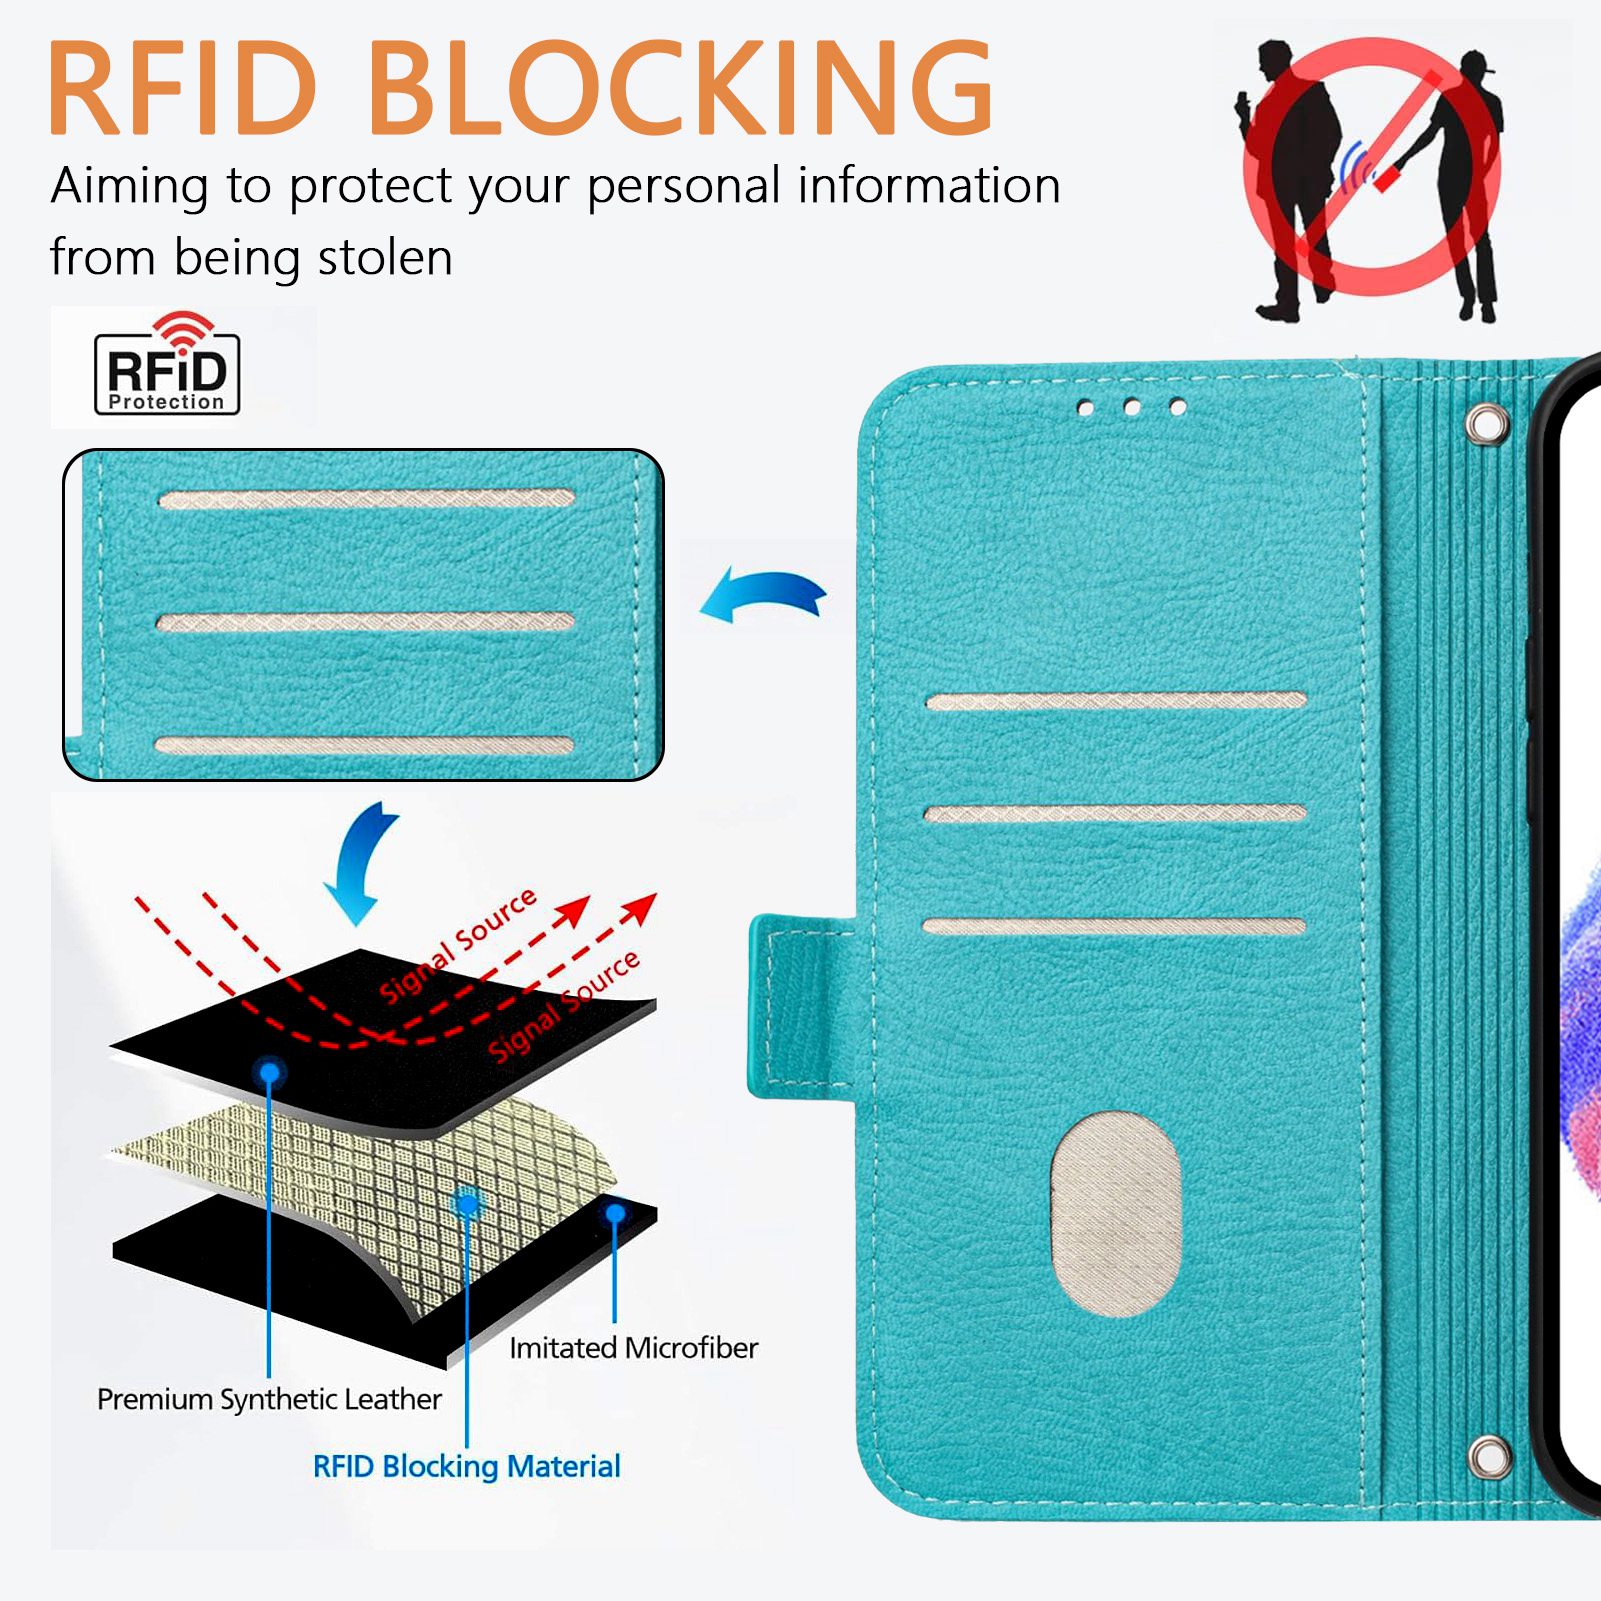 RFID BLOCKING
Aiming to protect your personal information
from being stolen
RFiD
Protection
Signal Source
Signal Source
Imitated Microfiber
Premium Synthetic Leather
RFID Blocking Material